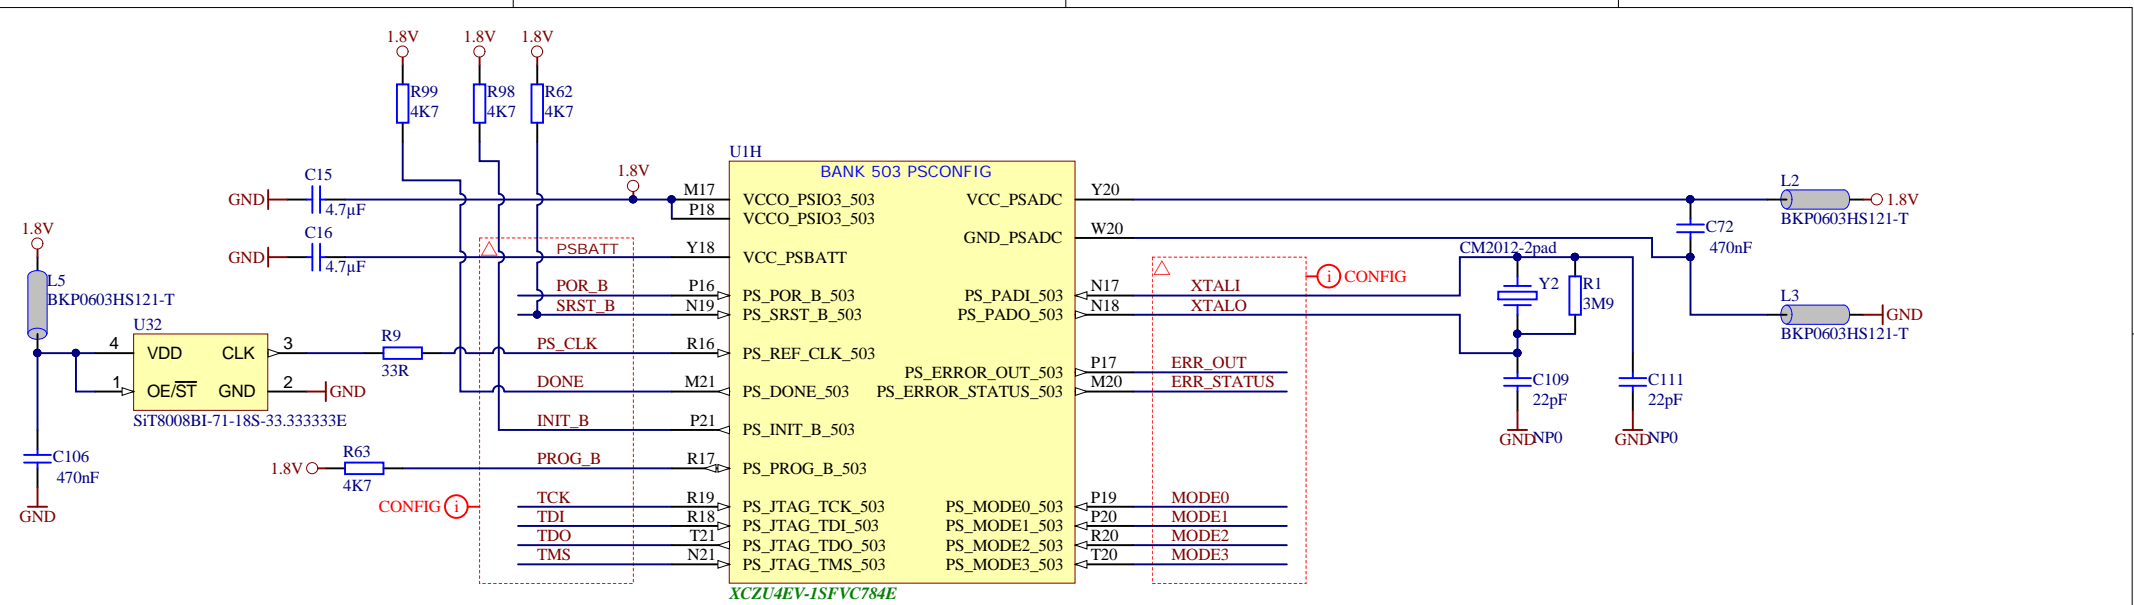 1.8V 1.8V 1.8V
R99 R98 R62
4K7 4K7 4K7
U1H
BANK 503 PSCONFIG
C15 1.8V
GND 4.7µF M17 VCCO_PSIO3_503 VCC_PSADC Y20
P18 VCCO_PSIO3_503
L2
1.8V
BKP0603HS121-T
C16 PSBATT
GND 4.7µF Y18 VCC_PSBATT GND_PSADC W20
C72
470nF
1.8V
L5
BKP0603HS121-T
POR_B P16 PS_POR_B_503 PS_PADI_503 N17 XTALI
SRST_B N19 PS_SRST_B_503 PS_PADO_503 N18 XTALO
CONFIG
CM2012-2pad
Y2 R1
3M9
L3
GND
BKP0603HS121-T
U32
4 VDD CLK 3
1 OE/ST GND 2 GND
SiT8008BI-71-18S-33.333333E
R9
33R
PS_CLK R16 PS_REF_CLK_503
PS_ERROR_OUT_503 P17 ERR_OUT
DONE M21 PS_DONE_503 PS_ERROR_STATUS_503 M20 ERR_STATUS
C109 C111
22pF 22pF
GND NP0 GND NP0
INIT_B P21 PS_INIT_B_503
C106
470nF
GND
1.8V R63
4K7
PROG_B R17 PS_PROG_B_503
CONFIG
TCK R19 PS_JTAG_TCK_503 PS_MODE0_503 P19 MODE0
TDI R18 PS_JTAG_TDI_503 PS_MODE1_503 P20 MODE1
TDO T21 PS_JTAG_TDO_503 PS_MODE2_503 R20 MODE2
TMS N21 PS_JTAG_TMS_503 PS_MODE3_503 T20 MODE3
XCZU4EV-1SFVC784E